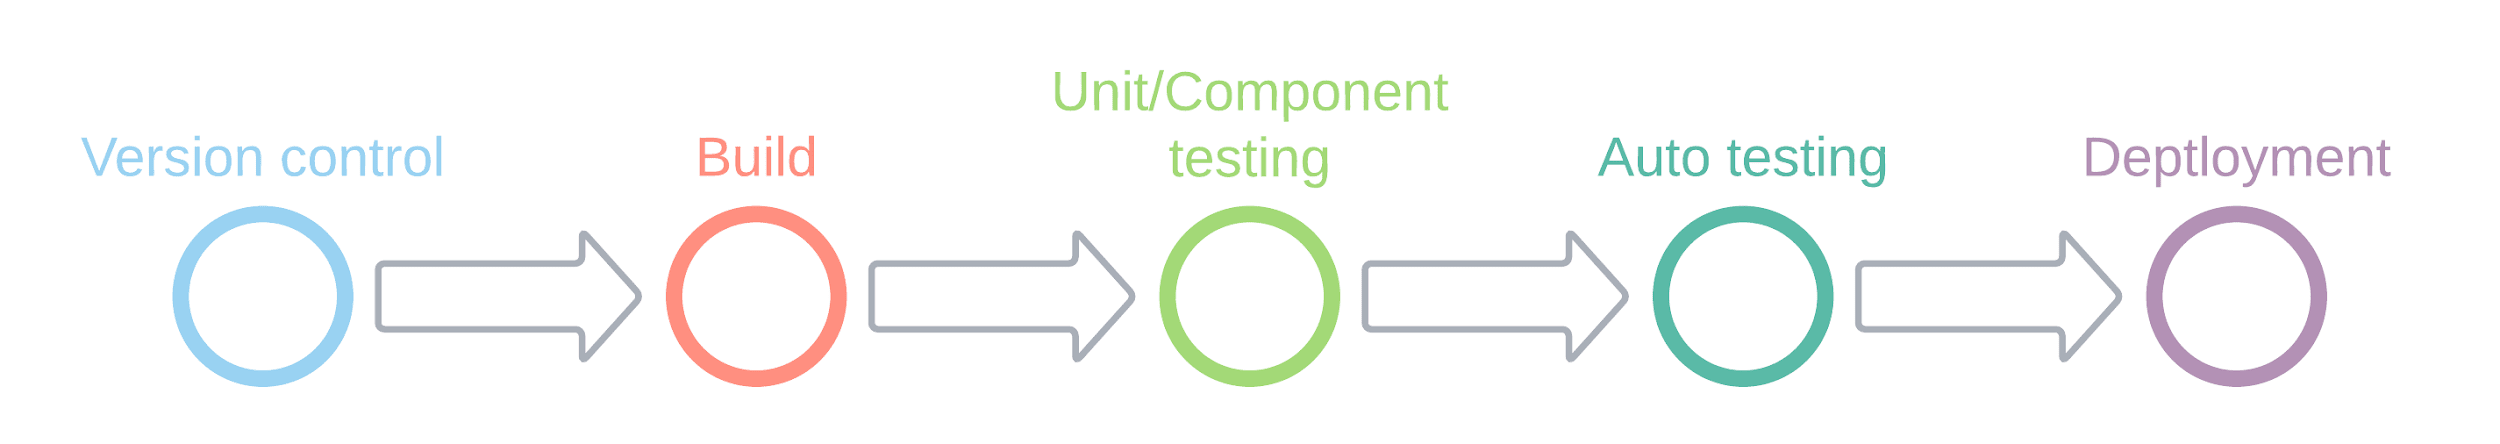 Version control
Build
Unit/Component
testing
Auto testing
Deptloyment